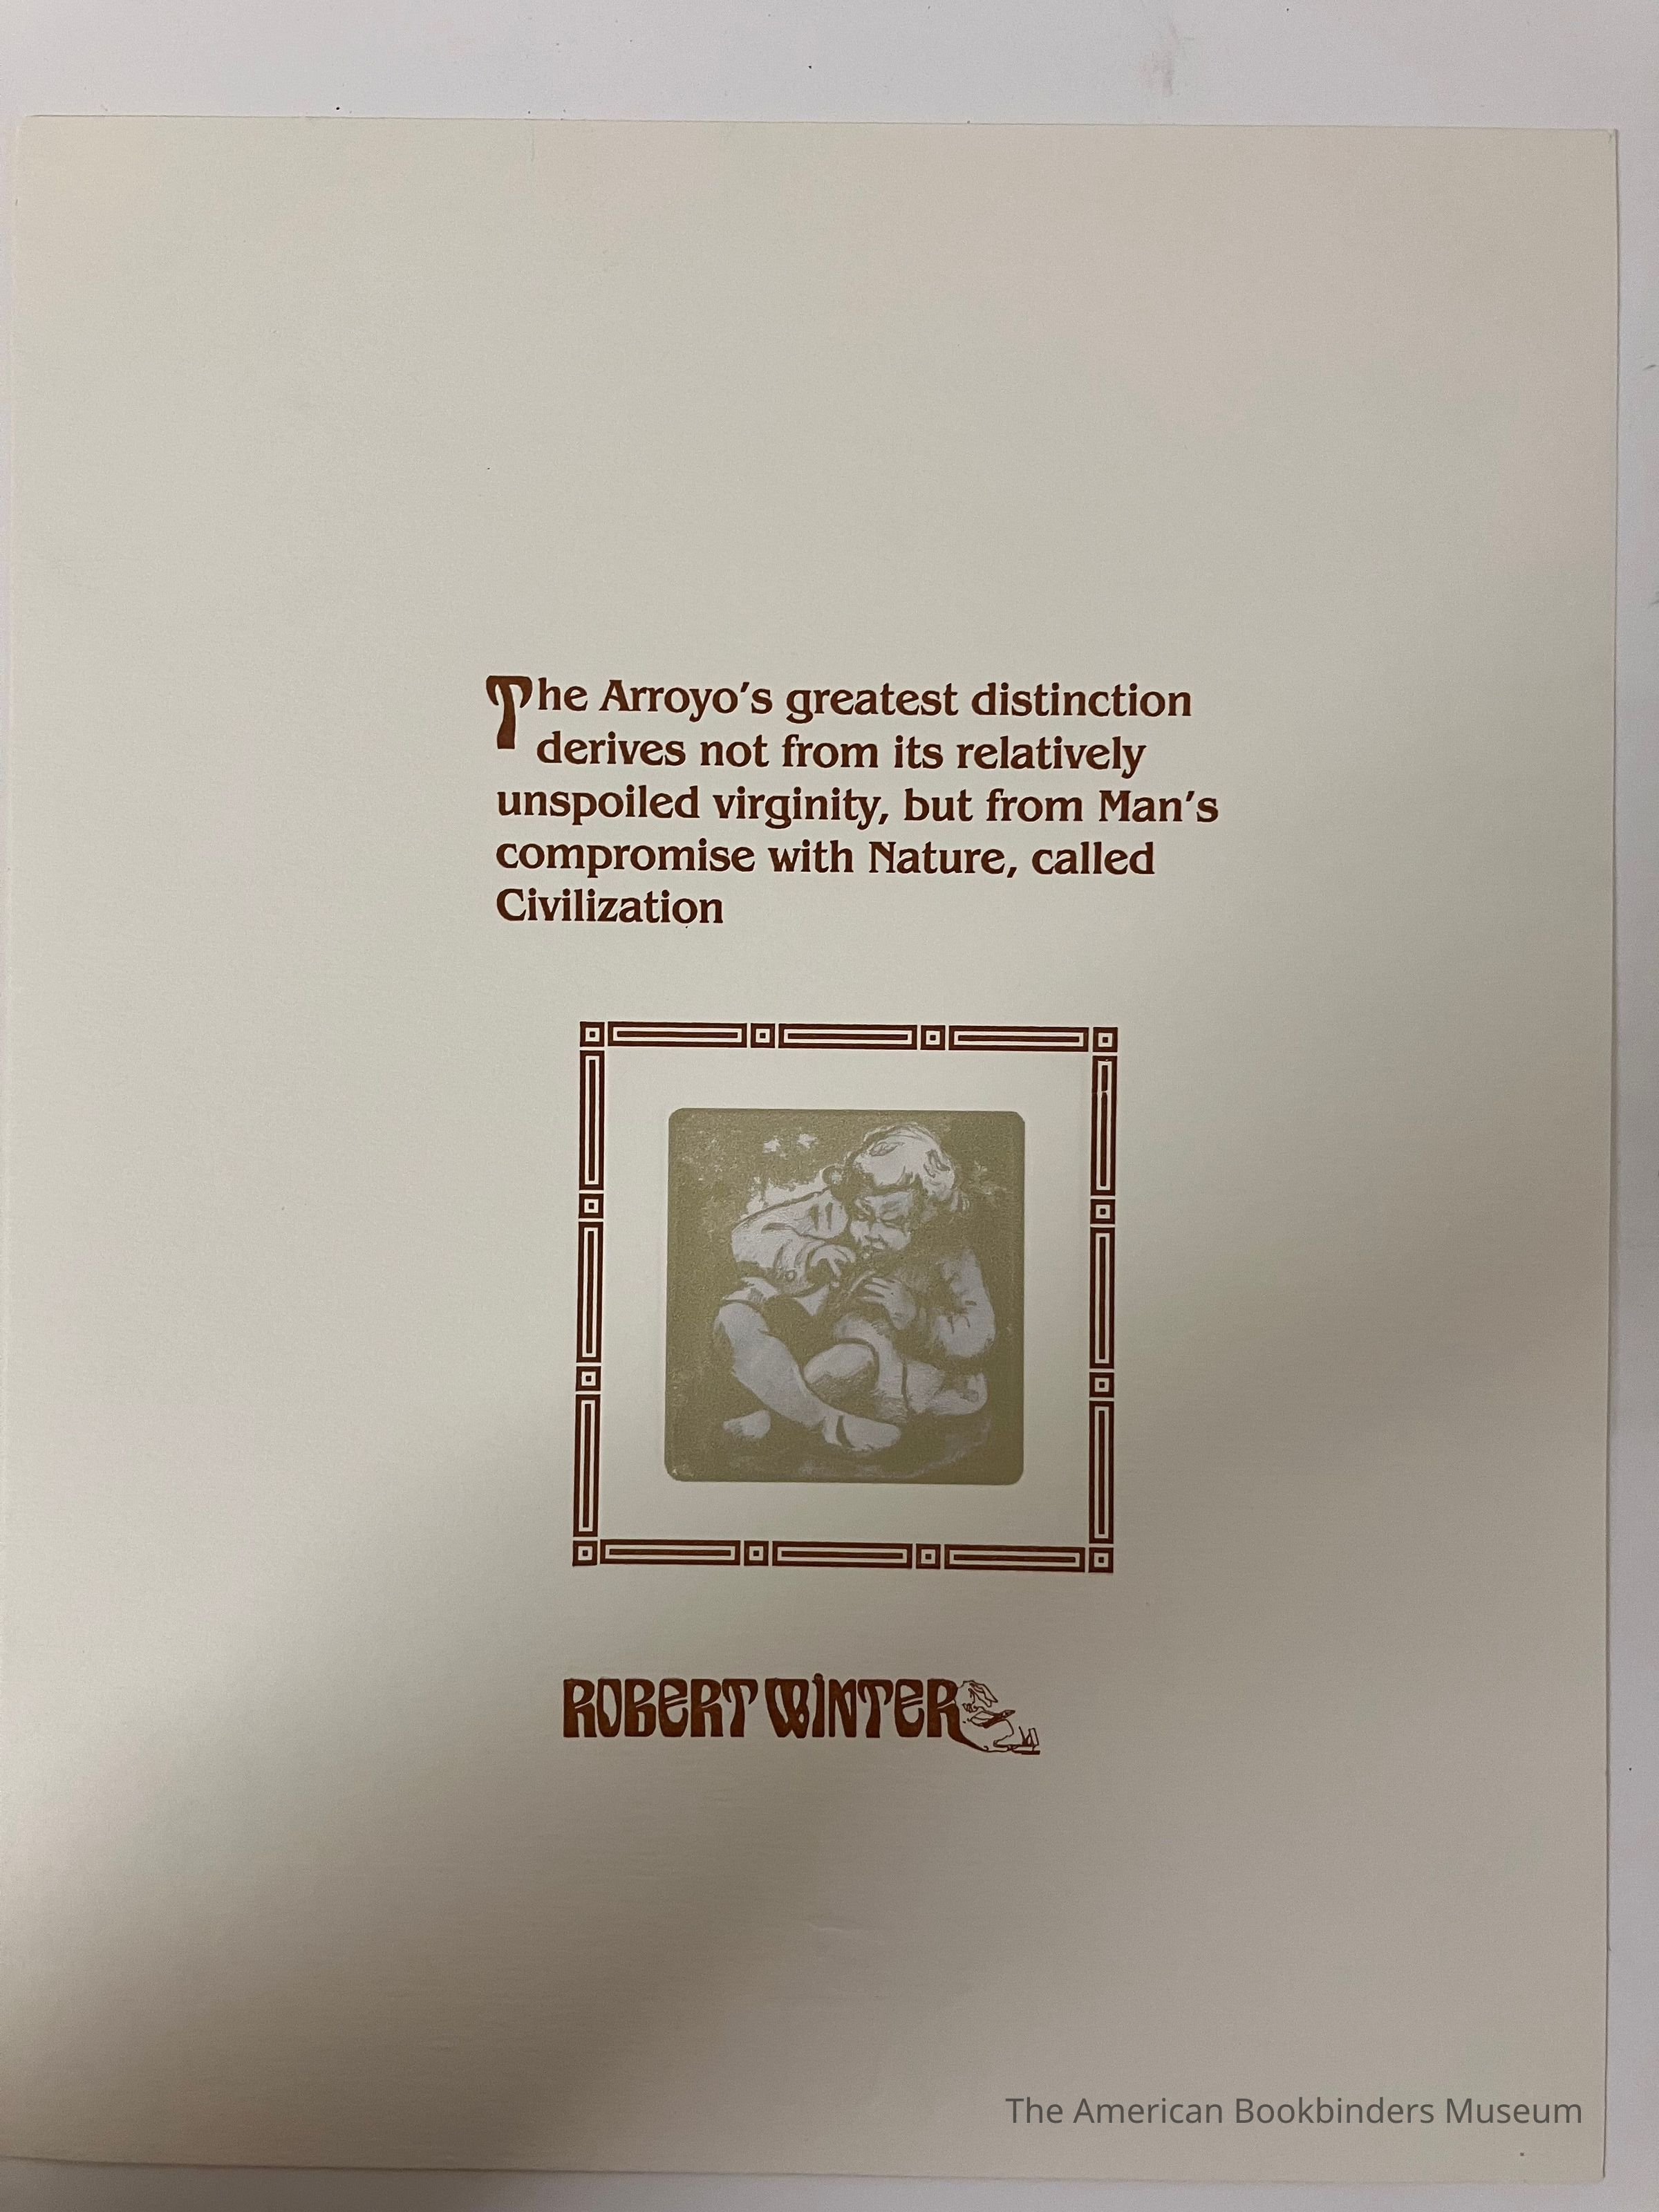 The Arroyo's greatest distinction
derives not from its relatively
unspoiled virginity, but from Man's
compromise with Nature, called
Civilization
ROBERT WINTER
The American Bookbinders Museum